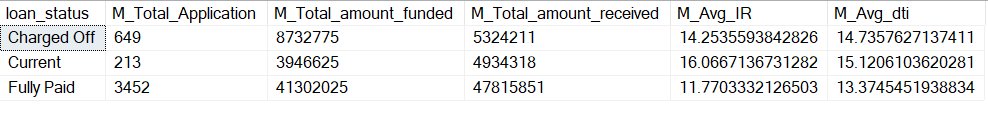 loan_status M_Total_Application M_Total_amount_funded M_Total_amount_received M_Avg_IR M_Avg_dti
Charged Off 649 8732775 5324211 14.2535593842826 14.7357627137411
Current 213 3946625 4934318 16.0667136731282 15.1206103620281
Fully Paid 3452 41302025 47815851 11.7703332126503 13.3745451938834